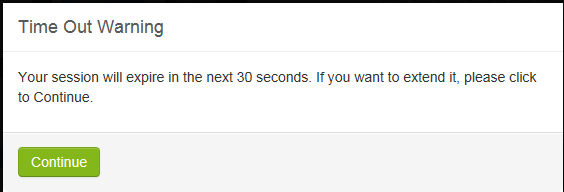 Time Out Warning
Your session will expire in the next 30 seconds. If you want to extend it, please click
to Continue.
Continue